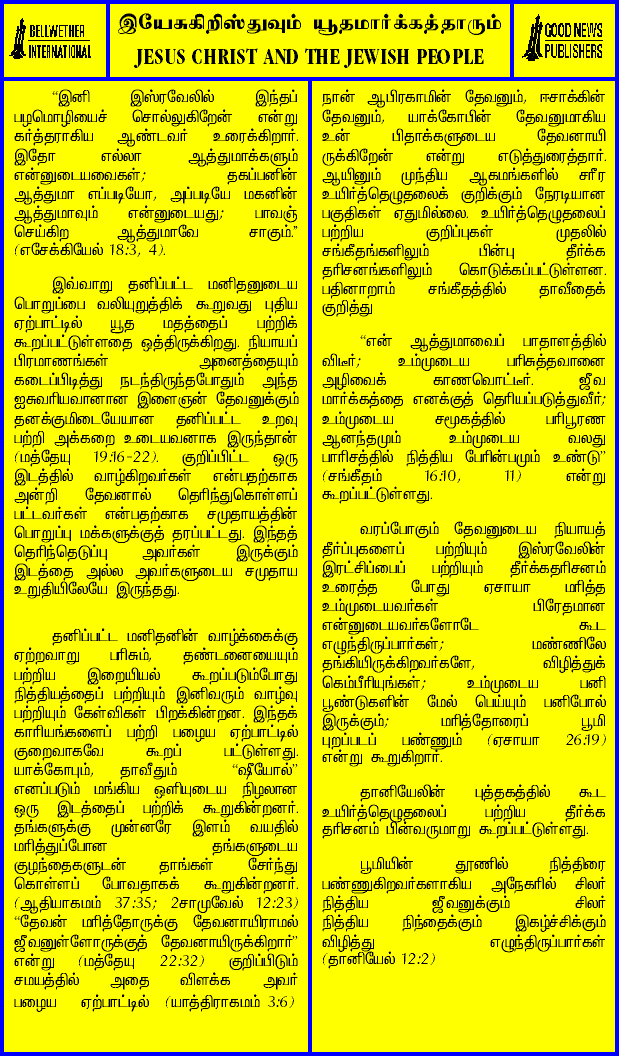 BELLWETHER
INTERNATIONAL
இயேசுகிறிஸ்துவும் யூதமார்க்கத்தாரும்
JESUS CHRIST AND THE JEWISH PEOPLE
GOOD NEWS
PUBLISHERS
“இனி இஸ்ரவேலில் இந்தப்
பழமொழியைச் சொல்லுகிறேன் என்று
கர்த்தராகிய ஆண்டவர் உரைக்கிறார்.
இதோ எல்லா ஆத்துமாக்களும்
என்னுடையவைகள்; தகப்பனின்
ஆத்துமா எப்படியோ, அப்படியே மகனின்
ஆத்துமாவும் என்னுடையது; பாவஞ்
செய்கிற ஆத்துமாவே சாகும்.”
(எசேக்கியேல் 18:3, 4).
இவ்வாறு தனிப்பட்ட மனிதனுடைய
பொறுப்பை வலியுறுத்திக் கூறுவது புதிய
ஏற்பாட்டில் யூத மதத்தைப் பற்றிக்
கூறப்பட்டுள்ளதை ஒத்திருக்கிறது. நியாயப்
பிரமாணங்கள் அனைத்தையும்
கடைப்பிடித்து நடந்திருந்தபோதும் அந்த
ஐசுவரியவானான இளைஞன் தேவனுக்கும்
தனக்குமிடையேயான தனிப்பட்ட உறவு
பற்றி அக்கறை உடையவனாக இருந்தான்
(மத்தேயு 19:16-22). குறிப்பிட்ட ஒரு
இடத்தில் வாழ்கிறவர்கள் என்பதற்காக
அன்றி தேவனால் தெரிந்துகொள்ளப்
பட்டவர்கள் என்பதற்காக சமுதாயத்தின்
பொறுப்பு மக்களுக்குத் தரப்பட்டது. இந்தத்
தெரிந்தெடுப்பு அவர்கள் இருக்கும்
இடத்தை அல்ல அவர்களுடைய சமுதாய
உறுதியிலேயே இருந்தது.
தனிப்பட்ட மனிதனின் வாழ்க்கைக்கு
ஏற்றவாறு பரிசும், தண்டனையையும்
பற்றிய இறையியல் கூறப்படும்போது
நித்தியத்தைப் பற்றியும் இனிவரும் வாழ்வு
பற்றியும் கேள்விகள் பிறக்கின்றன. இந்தக்
காரியங்களைப் பற்றி பழைய ஏற்பாட்டில்
குறைவாகவே கூறப் பட்டுள்ளது.
யாக்கோபும், தாவீதும் “ஷியோல்”
எனப்படும் மங்கிய ஒளியுடைய நிழலான
ஒரு இடத்தைப் பற்றிக் கூறுகின்றனர்.
தங்களுக்கு முன்னரே இளம் வயதில்
மரித்துப்போன தங்களுடைய
குழந்தைகளுடன் தாங்கள் சேர்ந்து
கொள்ளப் போவதாகக் கூறுகின்றனர்.
(ஆதியாகமம் 37:35; 2சாமுவேல் 12:23)
“தேவன் மரித்தோருக்கு தேவனாயிராமல்
ஜீவனுள்ளோருக்குத் தேவனாயிருக்கிறார்”
என்று (மத்தேயு 22:32) குறிப்பிடும்
சமயத்தில் அதை விளக்க அவர்
பழைய ஏற்பாட்டில் (யாத்திராகமம் 3:6)
நான் ஆபிரகாமின் தேவனும், ஈசாக்கின்
தேவனும், யாக்கோபின் தேவனுமாகிய
உன் பிதாக்களுடைய தேவனாயி
ருக்கிறேன் என்று எடுத்துரைத்தார்.
ஆயினும் முந்திய ஆகமங்களில் சரீர
உயிர்த்தெழுதலைக் குறிக்கும் நேரடியான
பகுதிகள் ஏதுமில்லை. உயிர்த்தெழுதலைப்
பற்றிய குறிப்புகள் முதலில்
சங்கீதங்களிலும் பின்பு தீர்க்க
தரிசனங்களிலும் கொடுக்கப்பட்டுள்ளன.
பதினாறாம் சங்கீதத்தில் தாவீதைக்
குறித்து
“என் ஆத்துமாவைப் பாதாளத்தில்
விடீர்; உம்முடைய பரிசுத்தவானை
அழிவைக் காணவொட்டீர். ஜீவ
மார்க்கத்தை எனக்குத் தெரியப்படுத்துவீர்;
உம்முடைய சமூகத்தில் பரிபூரண
ஆனந்தமும் உம்முடைய வலது
பாரிசத்தில் நித்திய பேரின்பமும் உண்டு”
(சங்கீதம் 16:10, 11) என்று
கூறப்பட்டுள்ளது.
வரப்போகும் தேவனுடைய நியாயத்
தீர்ப்புகளைப் பற்றியும் இஸ்ரவேலின்
இரட்சிப்பைப் பற்றியும் தீர்க்கதரிசனம்
உரைத்த போது ஏசாயா மரித்த
உம்முடையவர்கள் பிரேதமான
என்னுடையவர்களோடே கூட
எழுந்திருப்பார்கள்; மண்ணிலே
தங்கியிருக்கிறவர்களே, விழித்துக்
கெம்பீரியுங்கள்; உம்முடைய பனி
பூண்டுகளின் மேல் பெய்யும் பனிபோல்
இருக்கும்; மரித்தோரைப் பூமி
புறப்படப் பண்ணும் (ஏசாயா 26:19)
என்று கூறுகிறார்.
தானியேலின் புத்தகத்தில் கூட
உயிர்த்தெழுதலைப் பற்றிய தீர்க்க
தரிசனம் பின்வருமாறு கூறப்பட்டுள்ளது.
பூமியின் தூணில் நித்திரை
பண்ணுகிறவர்களாகிய அநேகரில் சிலர்
நித்திய ஜீவனுக்கும் சிலர்
நித்திய நிந்தைக்கும் இகழ்ச்சிக்கும்
விழித்து எழுந்திருப்பார்கள்
(தானியேல் 12:2)